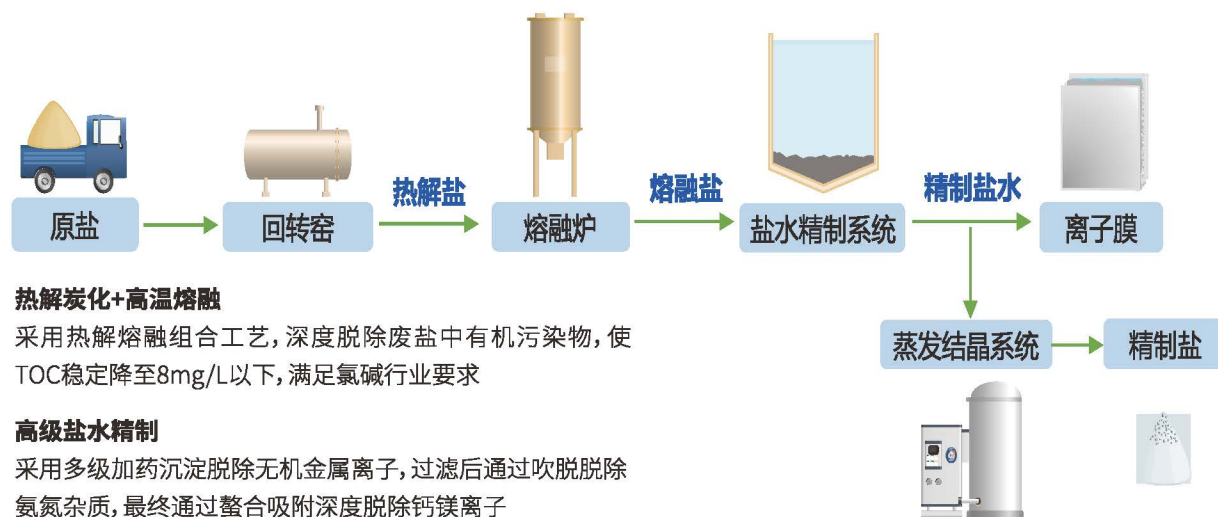 热解盐
熔融盐
精制盐水
原盐
回转窑
熔融炉
盐水精制系统
离子膜
热解炭化+高温熔融
采用热解熔融组合工艺，深度脱除废盐中有机污染物，使
TOC稳定降至8mg/L以下，满足氯碱行业要求
蒸发结晶系统
精制盐
高级盐水精制
采用多级加药沉淀脱除无机金属离子，过滤后通过吹脱脱除
氨氮杂质，最终通过螯合吸附深度脱除钙镁离子